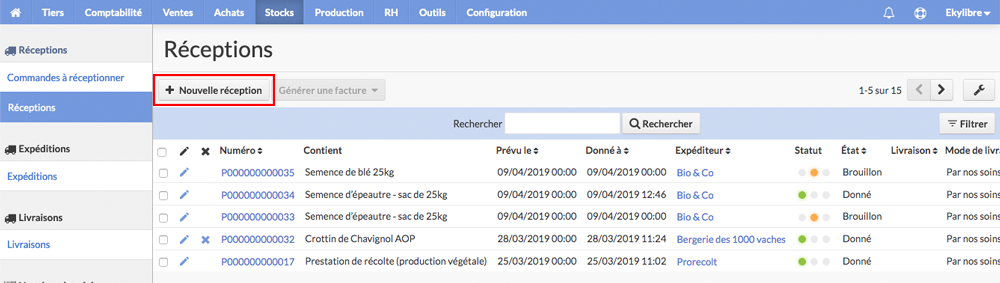 Tiers Comptabilité Ventes Achats Stocks Production RH Outils Configuration Ekylibre
Réceptions
Commandes à réceptionner
Réceptions
Expéditions
Expéditions
Livraisons
Livraisons
Réceptions
Nouvelle réception Générer une facture 1-5 sur 15
Rechercher Rechercher Filtrer
Numéro Contient Prévu le Donné à Expéditeur Statut État Livraison Mode de livra
P000000000035 Semence de blé 25kg 09/04/2019 00:00 09/04/2019 00:00 Bio & Co Brouillon Par nos soins
P000000000034 Semence d'épeautre - sac de 25kg 09/04/2019 00:00 09/04/2019 12:46 Bio & Co Donné Par nos soins
P000000000033 Semence d'épeautre - sac de 25kg 09/04/2019 00:00 09/04/2019 00:00 Bio & Co Brouillon Par nos soins
P000000000032 Crottin de Chavignol AOP 28/03/2019 00:00 28/03/2019 11:24 Bergerie des 1000 vaches Donné Par nos soins
P000000000017 Prestation de récolte (production végétale) 25/03/2019 00:00 25/03/2019 11:02 Prorecolt Donné Par nos soins